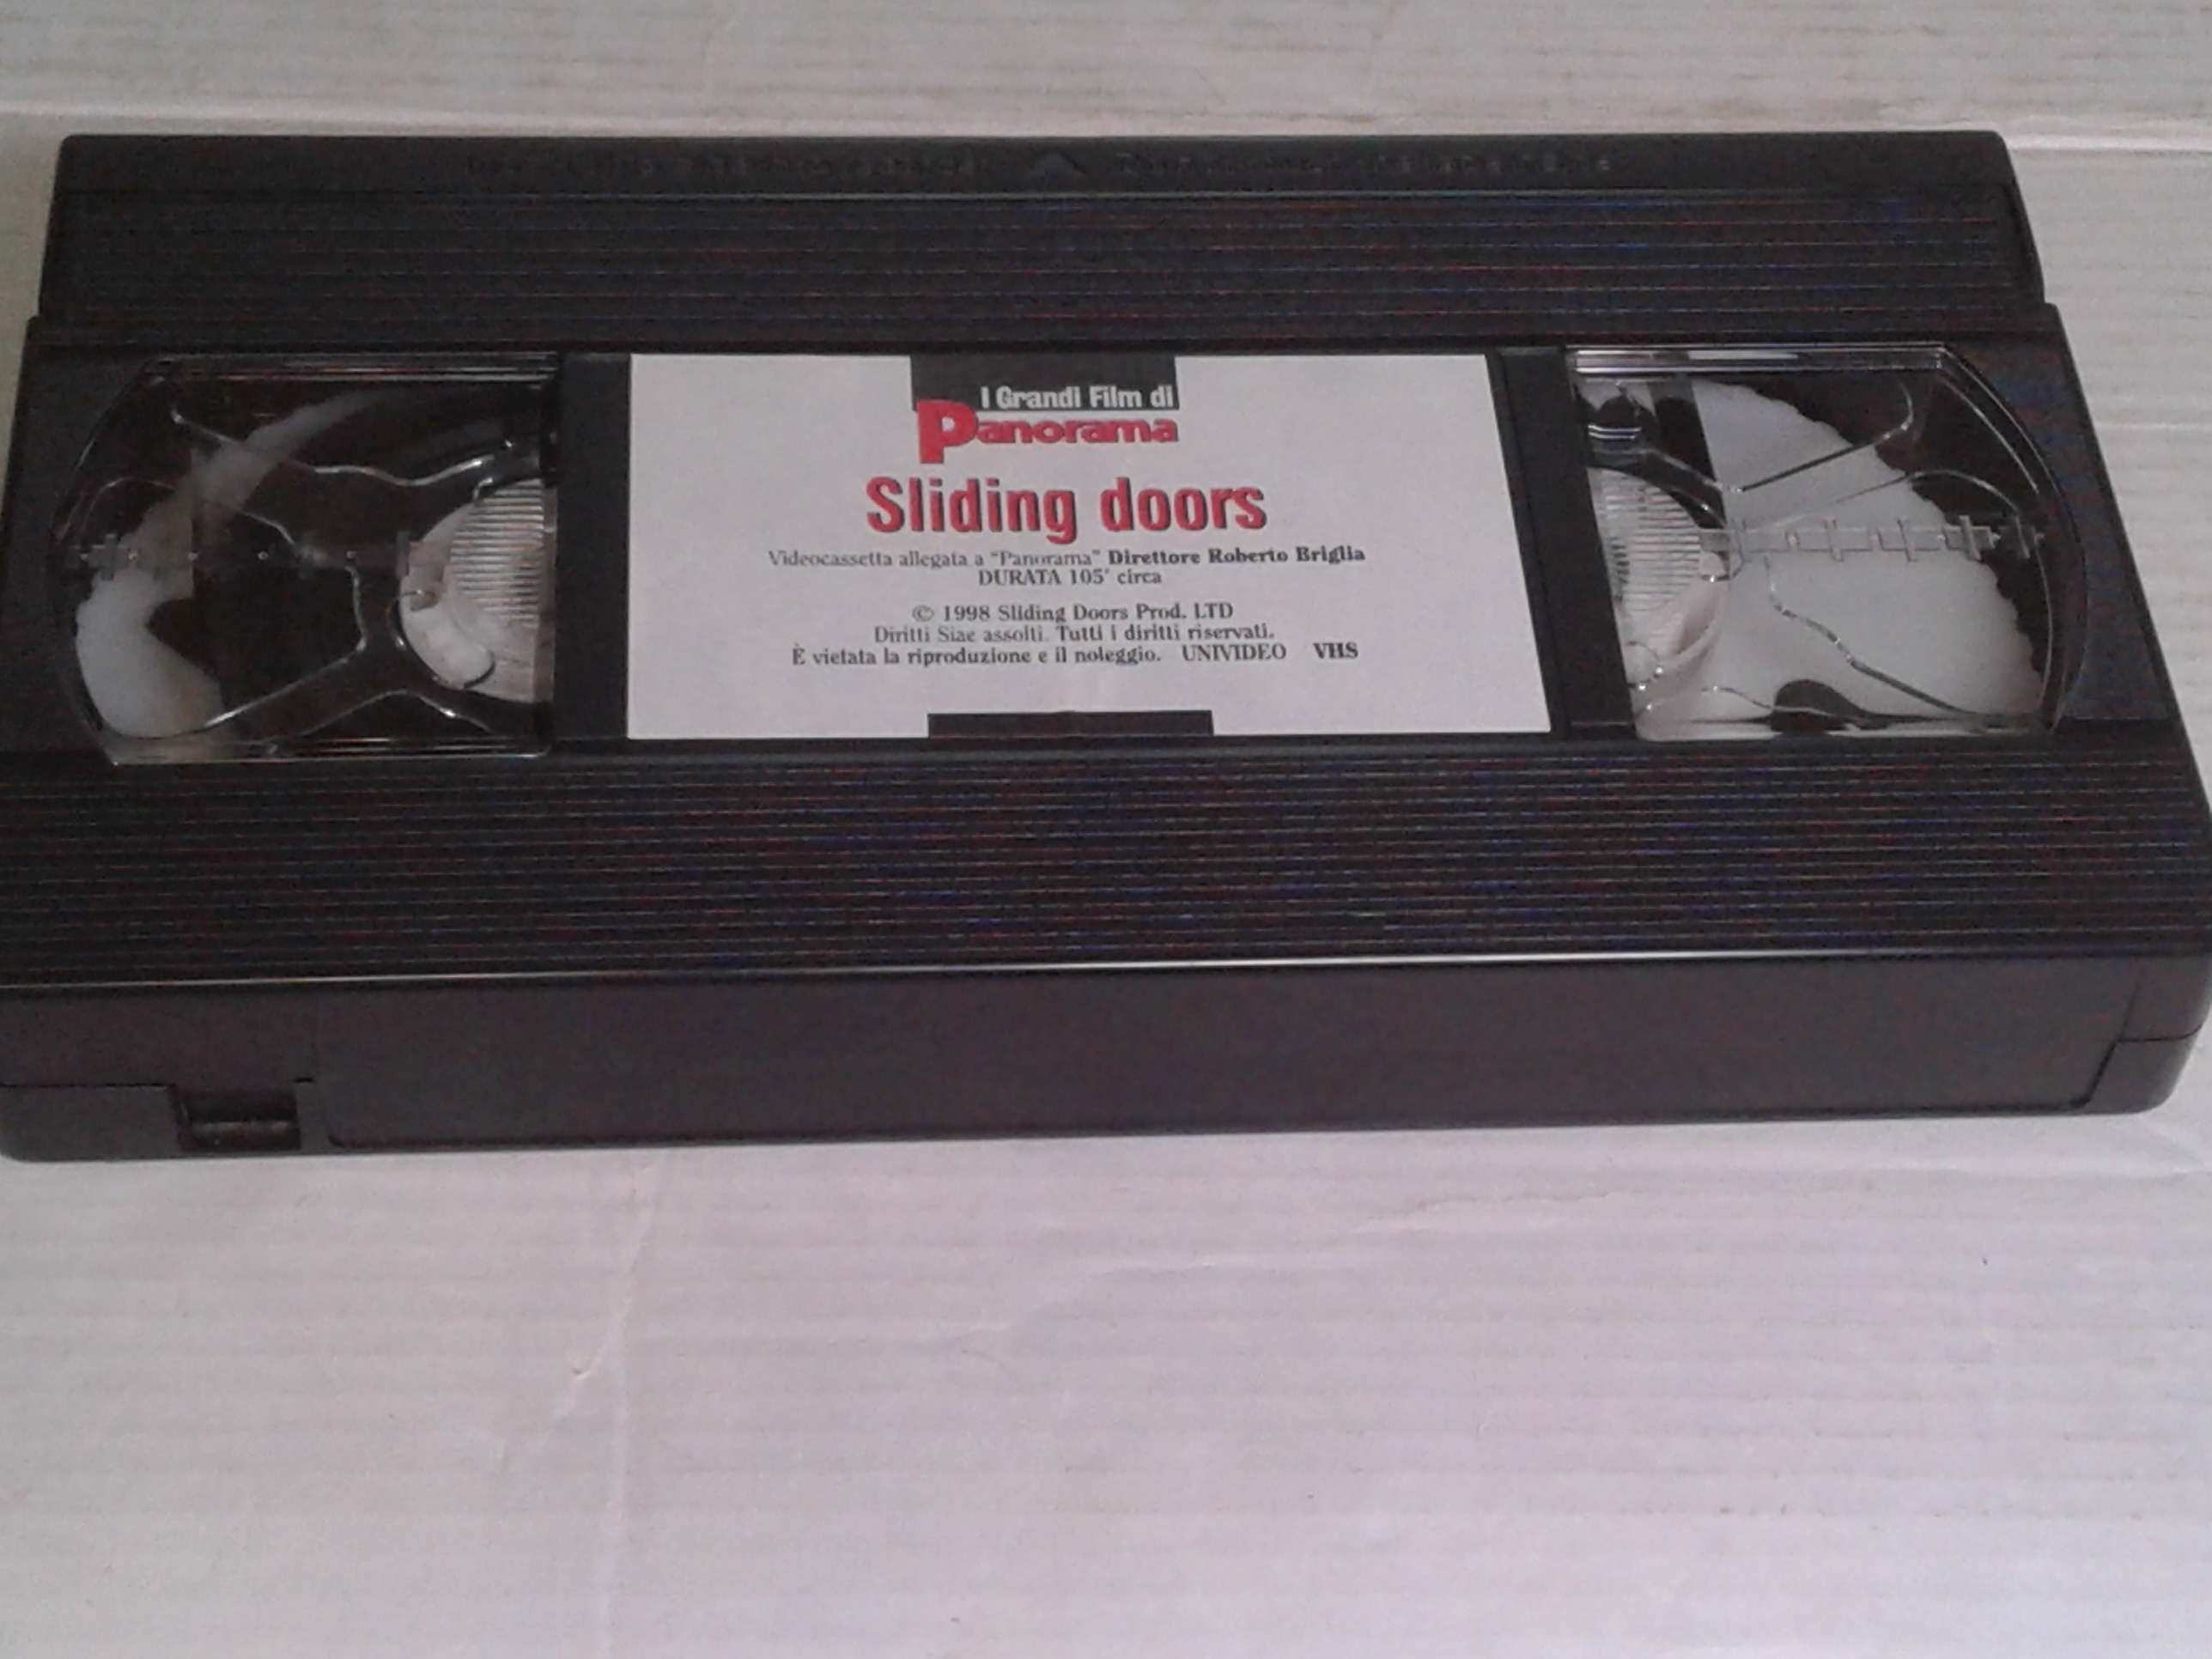 I Grandi Film di
Panorama
Sliding doors
Videocassetta allegata a "Panorama" Direttore Roberto Briglia
DURATA 105' circa
© 1998 Sliding Doors Prod. LTD
Diritti Siae assolti. Tutti i diritti riservati.
È vietata la riproduzione e il noleggio. UNIVIDEO VHS